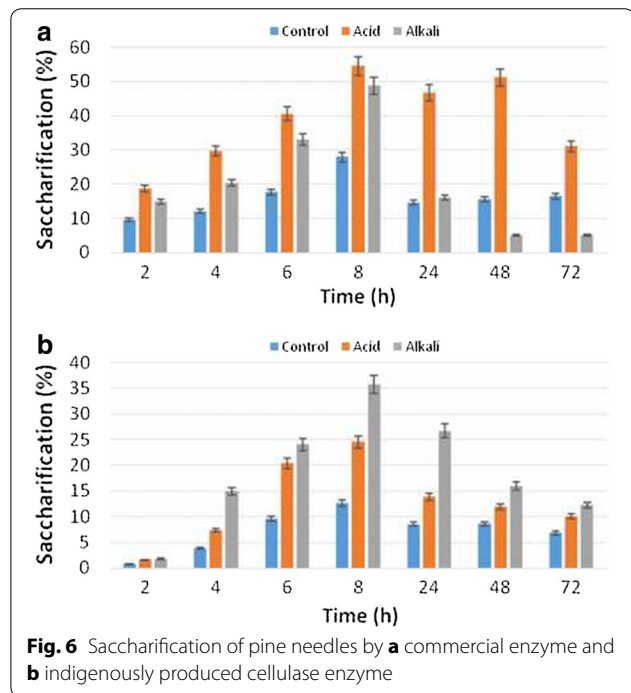 a
Control Acid Alkali
Saccharification (%)
60
50
40
30
20
10
0
2 4 6 8 24 48 72
Time (h)
b
Control Acid Alkali
Saccharification (%)
40
35
30
25
20
15
10
5
0
2 4 6 8 24 48 72
Time (h)
Fig. 6 Saccharification of pine needles by a commercial enzyme and
b indigenously produced cellulase enzyme